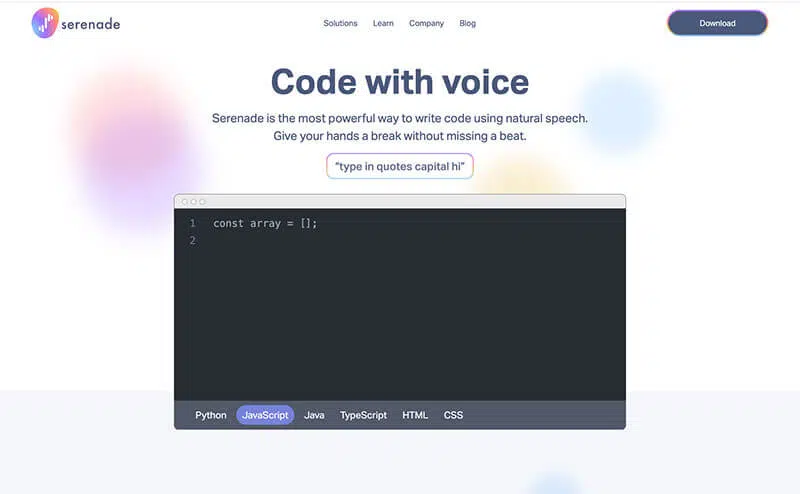 serenade
Solutions Learn Company Blog
Download
Code with voice
Serenade is the most powerful way to write code using natural speech.
Give your hands a break without missing a beat.
“type in quotes capital hi”
1 const array = [];
2
Python JavaScript Java TypeScript HTML CSS